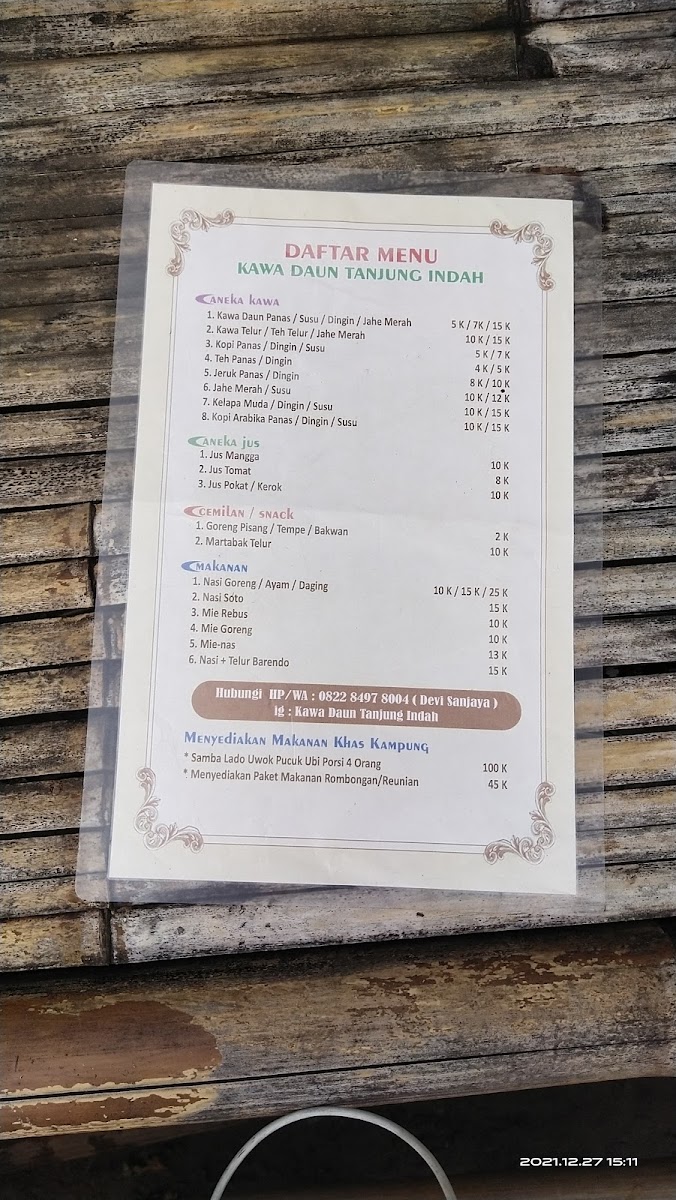 DAFTAR MENU
KAWA DAUN TANJUNG INDAH
ANEKA KAWA
1. Kawa Daun Panas / Susu / Dingin / Jahe Merah 5 K / 7K / 15 K
2. Kawa Telur / Teh Telur / Jahe Merah 10 K / 15 K
3. Kopi Panas / Dingin / Susu 5 K / 7 K
4. Teh Panas / Dingin 4 K / 5 K
5. Jeruk Panas / Dingin 8 K / 10 K
6. Jahe Merah / Susu 10 K / 12 K
7. Kelapa Muda / Dingin / Susu 10 K / 15 K
8. Kopi Arabika Panas / Dingin / Susu 10 K / 15 K
ANEKA JUS
1. Jus Mangga 10 K
2. Jus Tomat 8 K
3. Jus Pokat / Kerok 10 K
CEMILAN / SNACK
1. Goreng Pisang / Tempe / Bakwan 2 K
2. Martabak Telur 10 K
MAKANAN
1. Nasi Goreng / Ayam / Daging 10 K / 15 K / 25 K
2. Nasi Soto 15 K
3. Mie Rebus 10 K
4. Mie Goreng 10 K
5. Mie-nas 13 K
6. Nasi + Telur Barendo 15 K
Hubungi HP/WA : 0822 8497 8004 ( Devi Sanjaya )
ig : Kawa Daun Tanjung Indah
Menyediakan Makanan Khas Kampung
* Samba Lado Uwok Pucuk Ubi Porsi 4 Orang 100 K
* Menyediakan Paket Makanan Rombongan/Reunian 45 K
2021.12.27 15:11